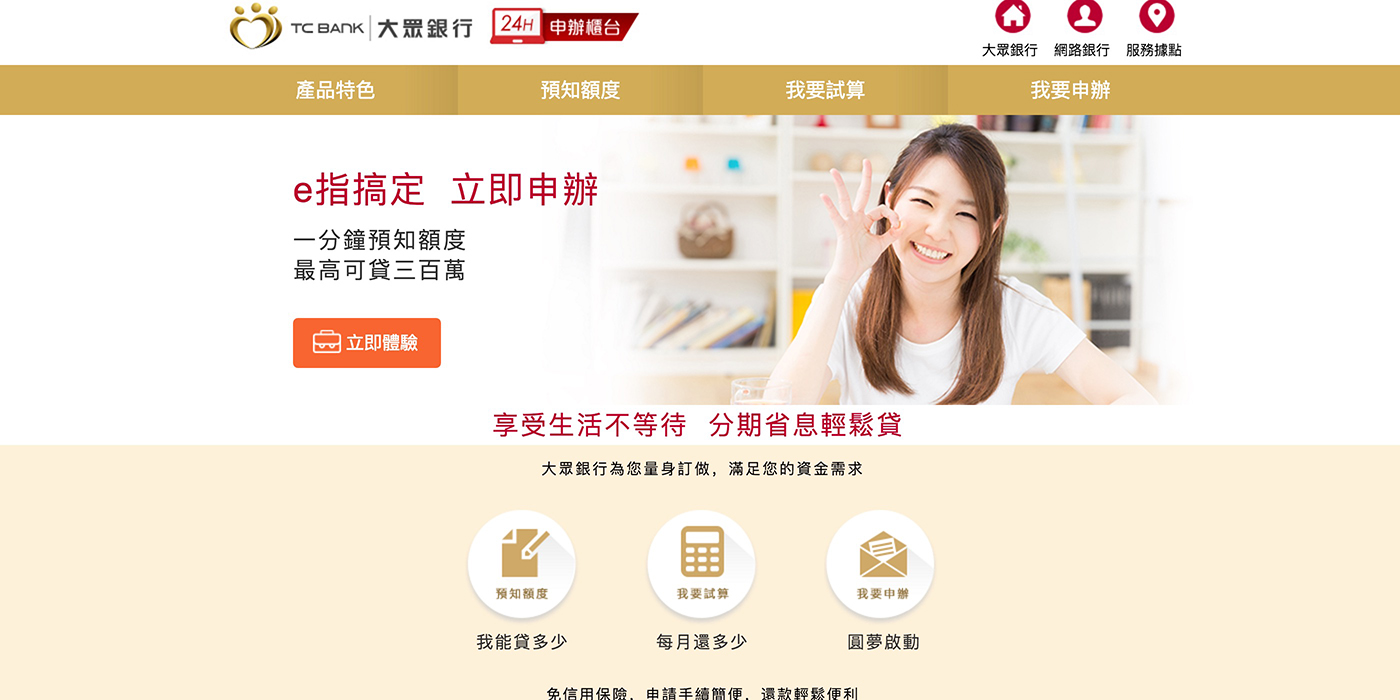 TC BANK 大眾銀行
24H 申辦櫃台
大眾銀行 網路銀行 服務據點
產品特色 預知額度 我要試算 我要申辦
e指搞定 立即申辦
一分鐘預知額度
最高可貸三百萬
立即體驗
享受生活不等待 分期省息輕鬆貸
大眾銀行為您量身訂做，滿足您的資金需求
預知額度 我要試算 我要申辦
我能貸多少 每月還多少 圓夢啟動
免信用保險，申請手續簡便，還款輕鬆便利